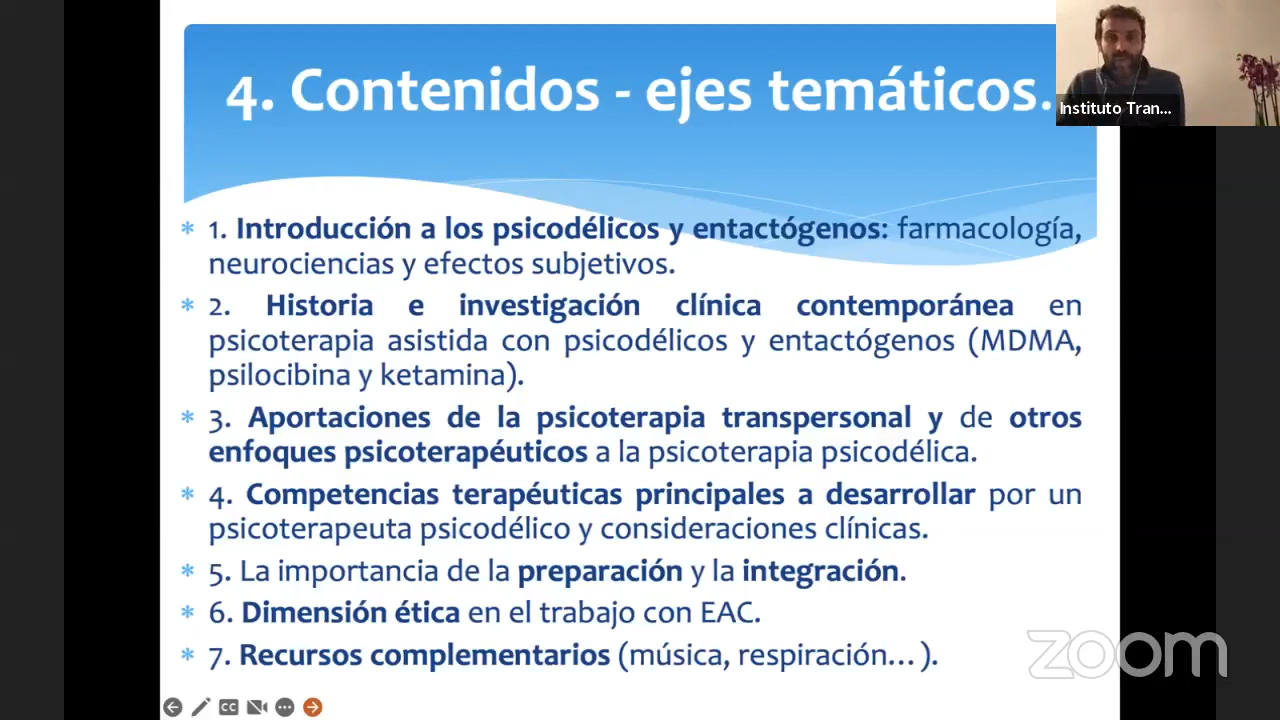 4. Contenidos - ejes temáticos.
Instituto Tran...
* 1. Introducción a los psicodélicos y entactógenos: farmacología,
neurociencias y efectos subjetivos.
* 2. Historia e investigación clínica contemporánea en
psicoterapia asistida con psicodélicos y entactógenos (MDMA,
psilocibina y ketamina).
* 3. Aportaciones de la psicoterapia transpersonal y de otros
enfoques psicoterapéuticos a la psicoterapia psicodélica.
* 4. Competencias terapéuticas principales a desarrollar por un
psicoterapeuta psicodélico y consideraciones clínicas.
* 5. La importancia de la preparación y la integración.
* 6. Dimensión ética en el trabajo con EAC.
* 7. Recursos complementarios (música, respiración... ).
zoom
CC